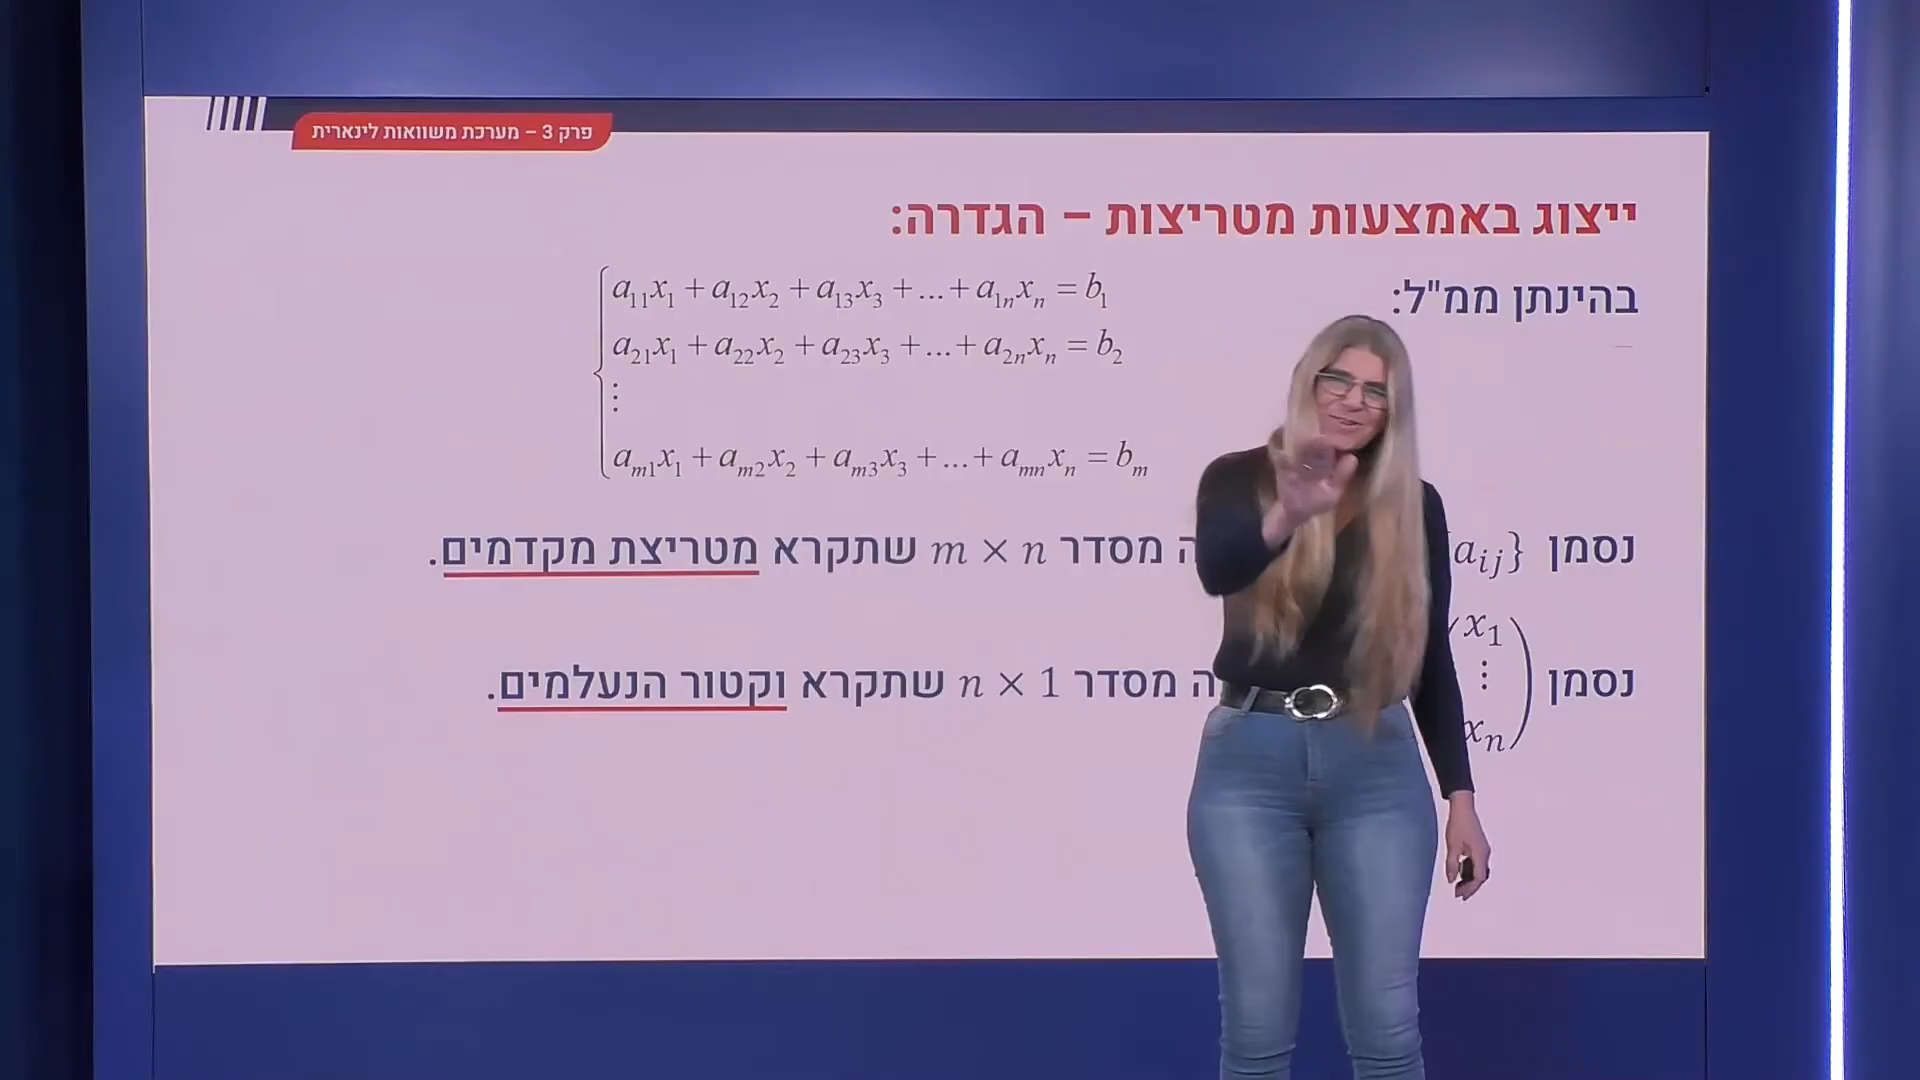 פרק 3 – מערכת משוואות לינארית
ייצוג באמצעות מטריצות – הגדרה:
בהינתן ממ"ל:
a₁₁x₁ + a₁₂x₂ + a₁₃x₃ + ... + a₁ₙxₙ = b₁
a₂₁x₁ + a₂₂x₂ + a₂₃x₃ + ... + a₂ₙxₙ = b₂
⋮
aₘ₁x₁ + aₘ₂x₂ + aₘ₃x₃ + ... + aₘₙxₙ = bₘ
נסמן aᵢⱼ} מסדר m × n שתקרא מטריצת מקדמים.
נסמן (x₁ ⋮ xₙ) מסדר n × 1 שתקרא וקטור הנעלמים.